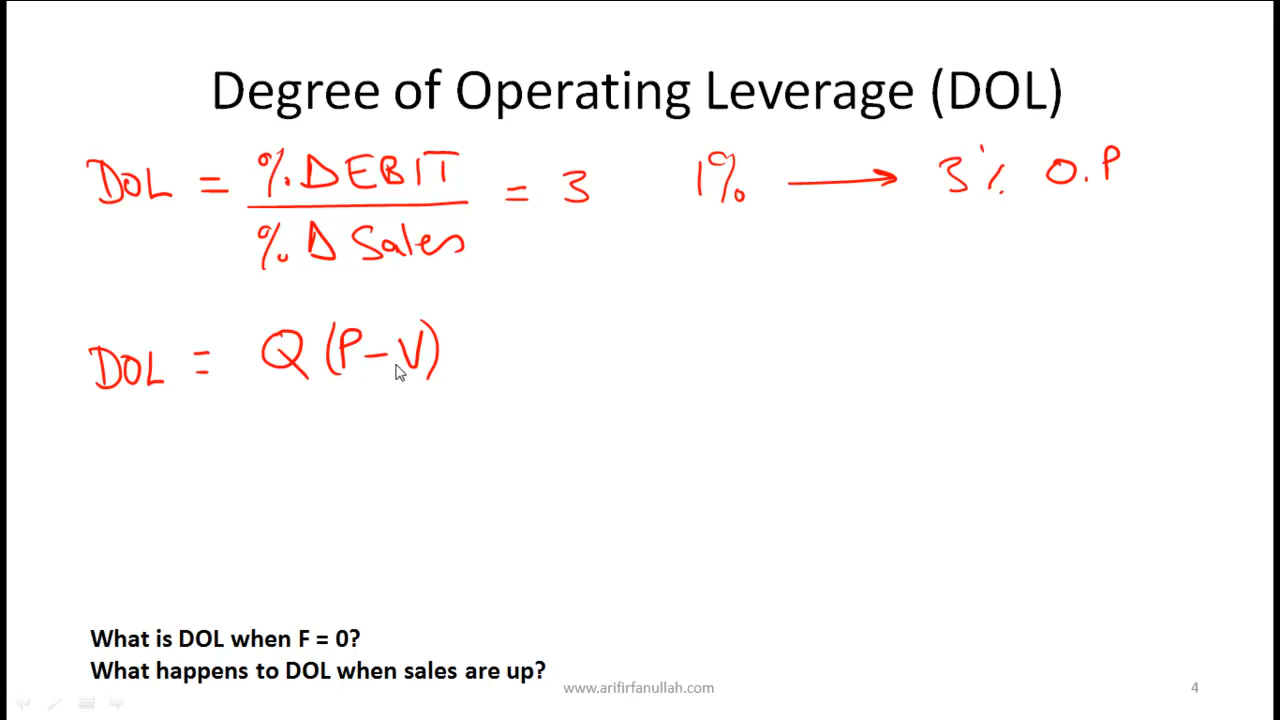 Degree of Operating Leverage (DOL)
DOL = %ΔEBIT / %ΔSales = 3 1% → 3% O.P
DOL = Q(P-V)
What is DOL when F = 0?
What happens to DOL when sales are up?
www.arifirfanullah.com
4